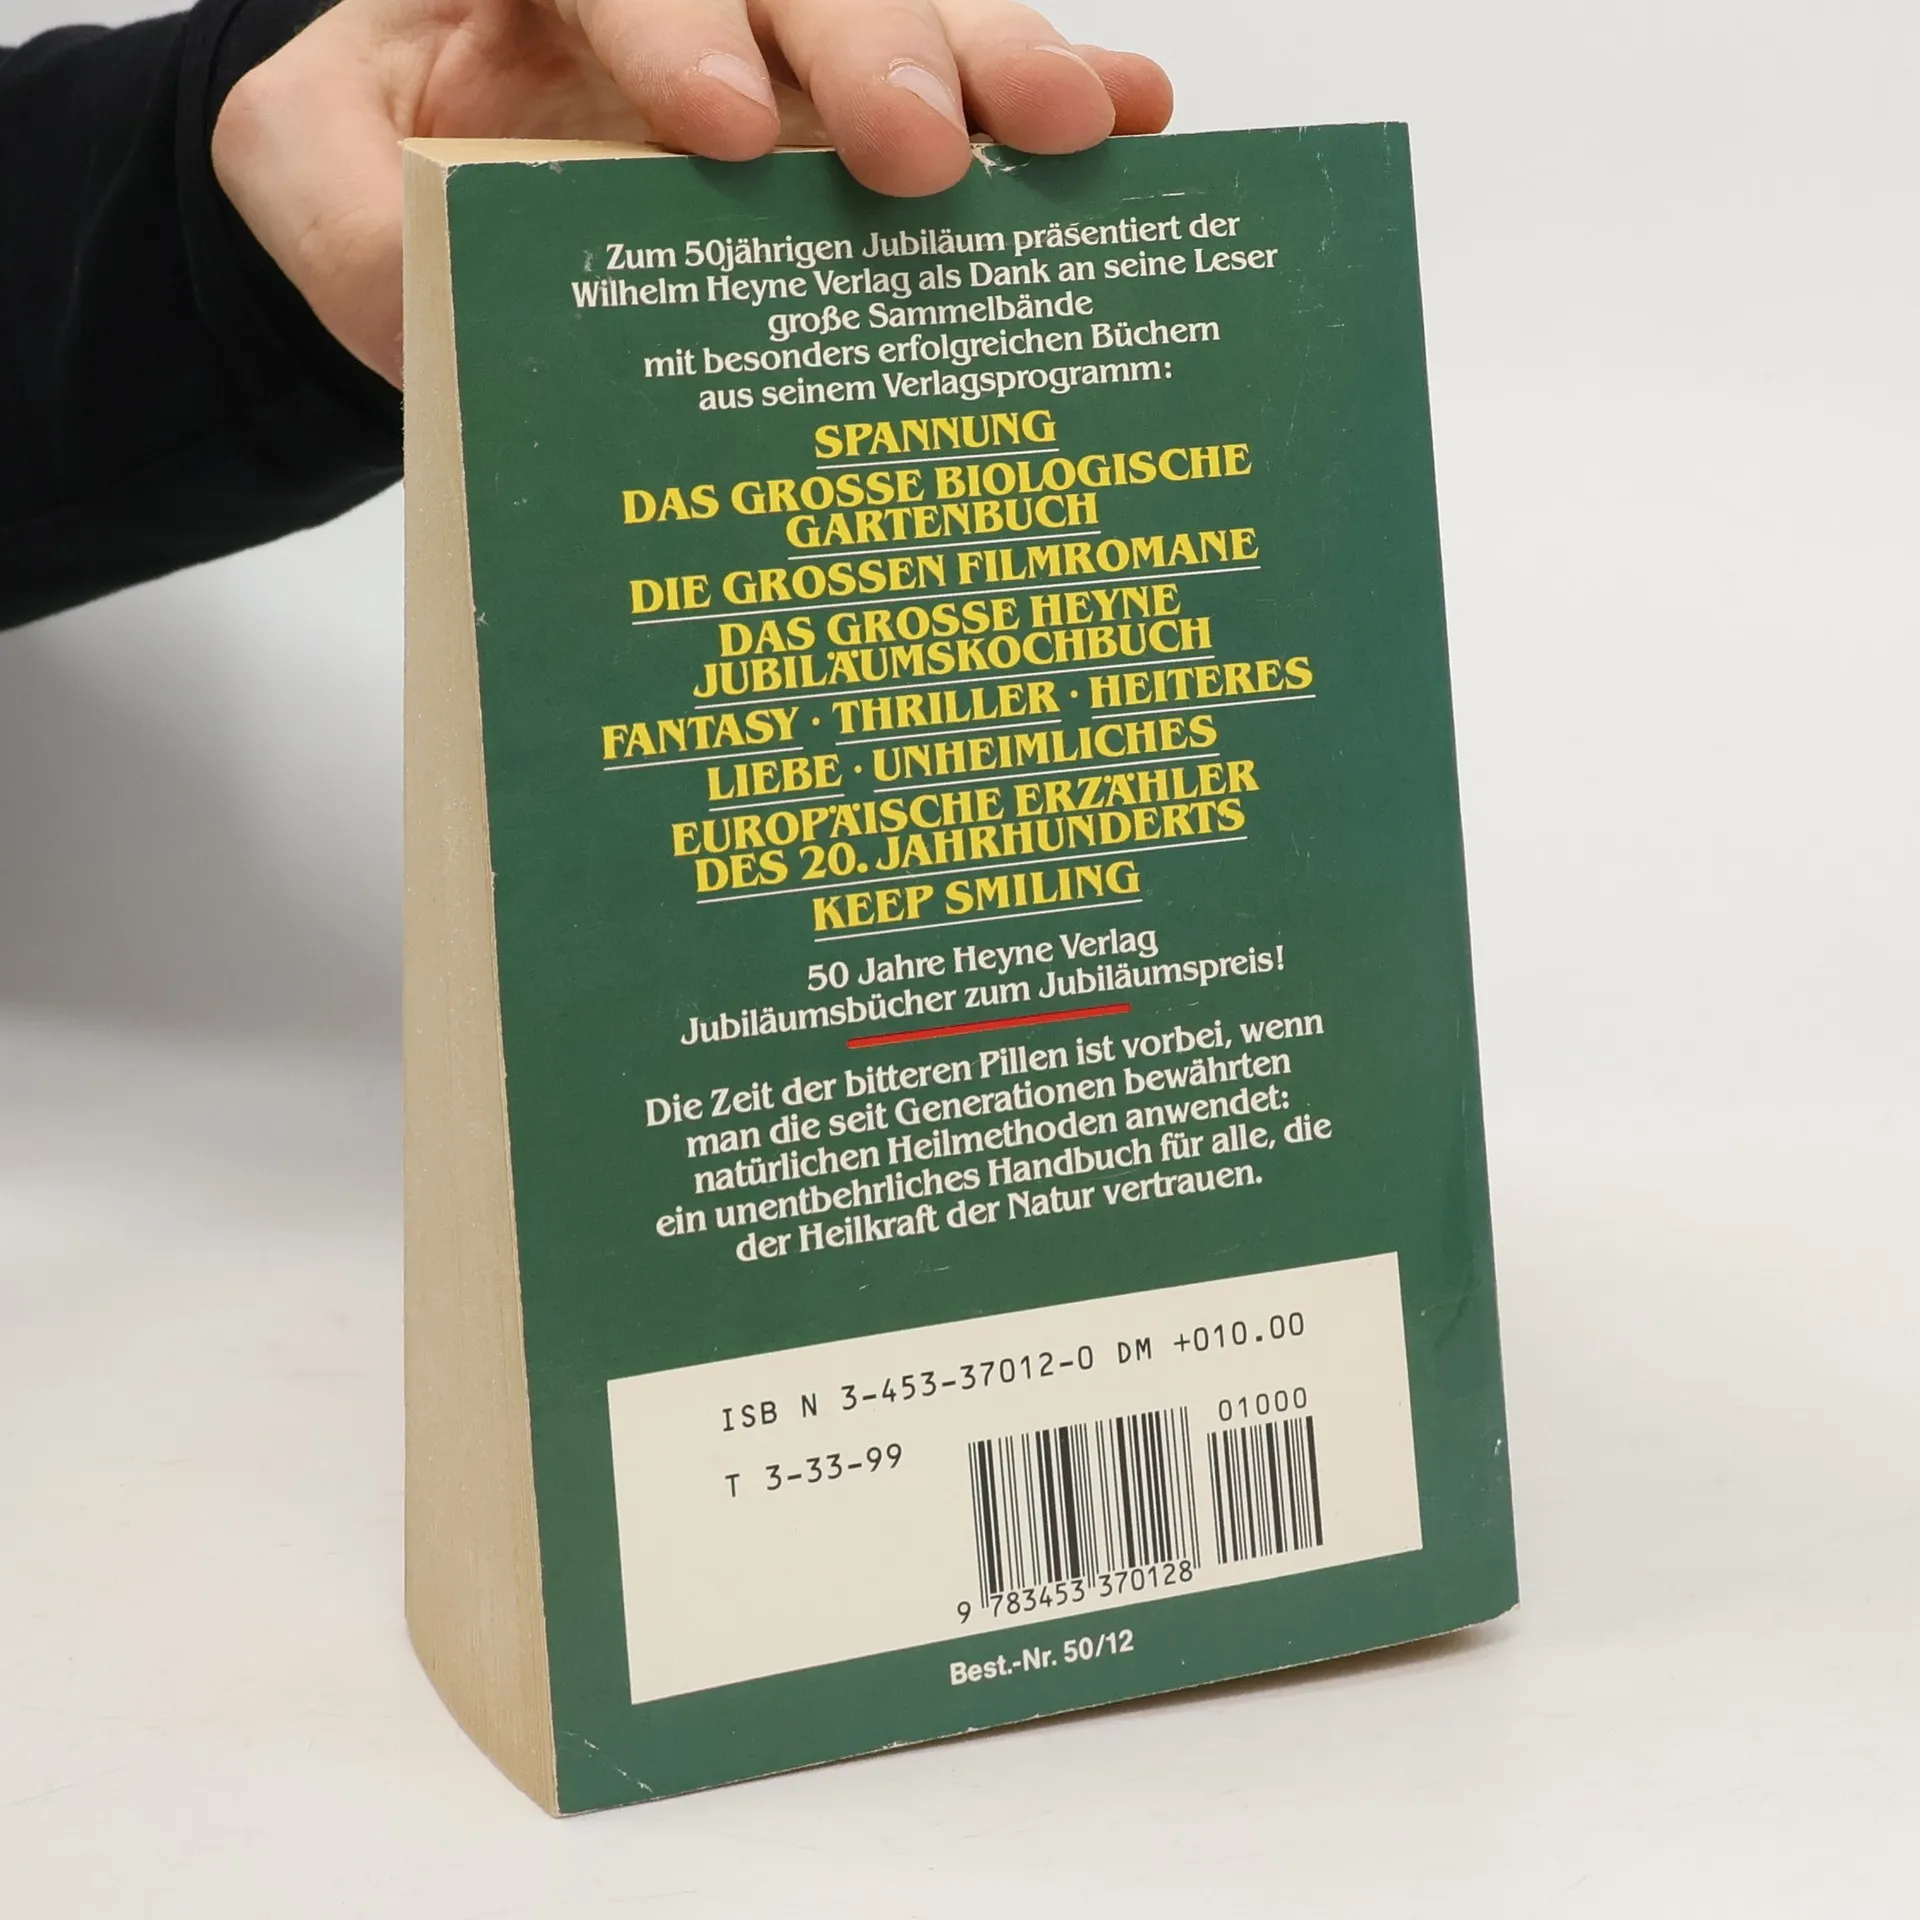 Zum 50jährigen Jubiläum präsentiert der
Wilhelm Heyne Verlag als Dank an seine Leser
große Sammelbände
mit besonders erfolgreichen Büchern
aus seinem Verlagsprogramm:
SPANNUNG
DAS GROSSE BIOLOGISCHE
GARTENBUCH
DIE GROSSEN FILMROMANE
DAS GROSSE HEYNE
JUBILÄUMSKOCHBUCH
FANTASY · THRILLER · HEITERES
LIEBE · UNHEIMLICHES
EUROPÄISCHE ERZÄHLER
DES 20. JAHRHUNDERTS
KEEP SMILING
50 Jahre Heyne Verlag
Jubiläumsbücher zum Jubiläumspreis!
Die Zeit der bitteren Pillen ist vorbei, wenn
man die seit Generationen bewährten
natürlichen Heilmethoden anwendet:
ein unentbehrliches Handbuch für alle, die
der Heilkraft der Natur vertrauen.
ISB N 3-453-37012-0 DM +010.00
T 3-33-99
01000
9 783453 370128
Best.-Nr. 50/12